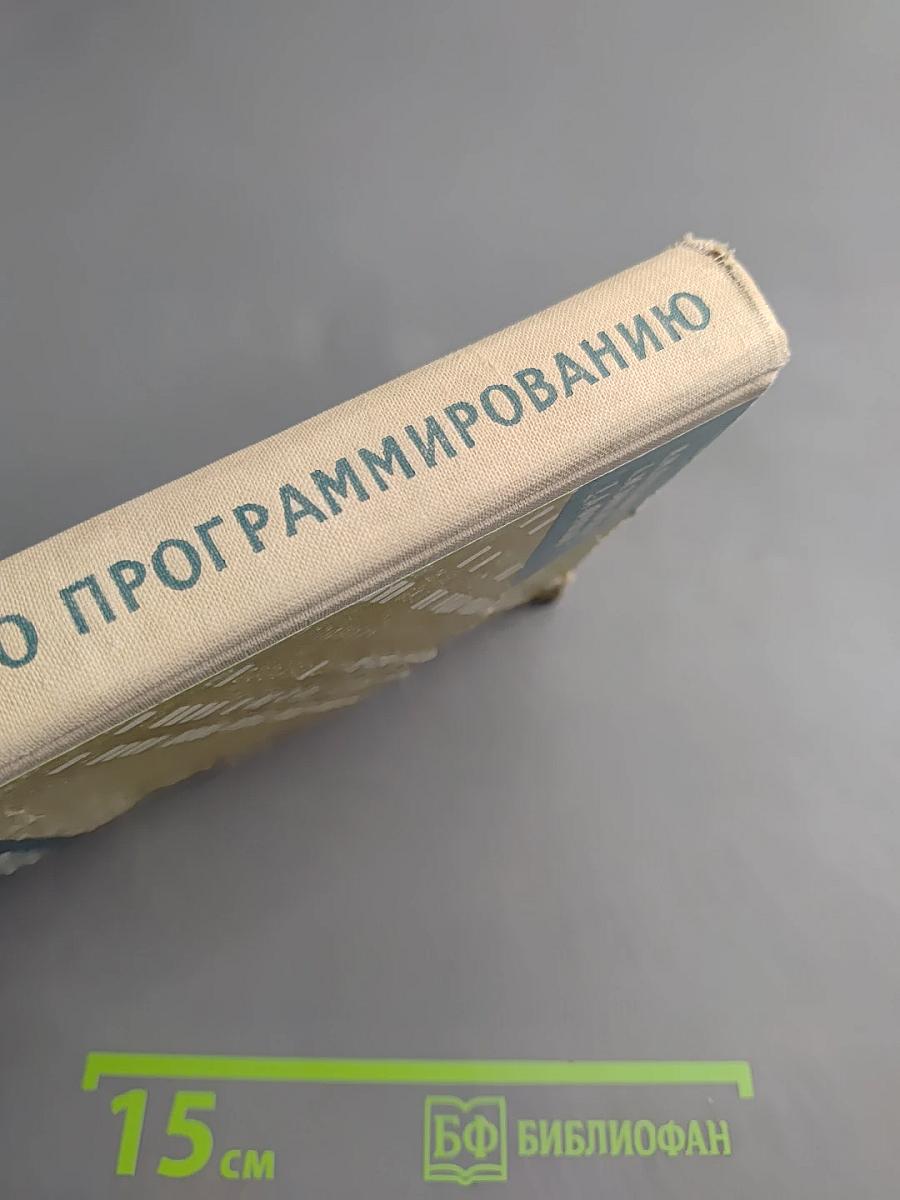 О ПРОГРАММИРОВАНИЮ
15 см
БФ БИБЛИОФАН